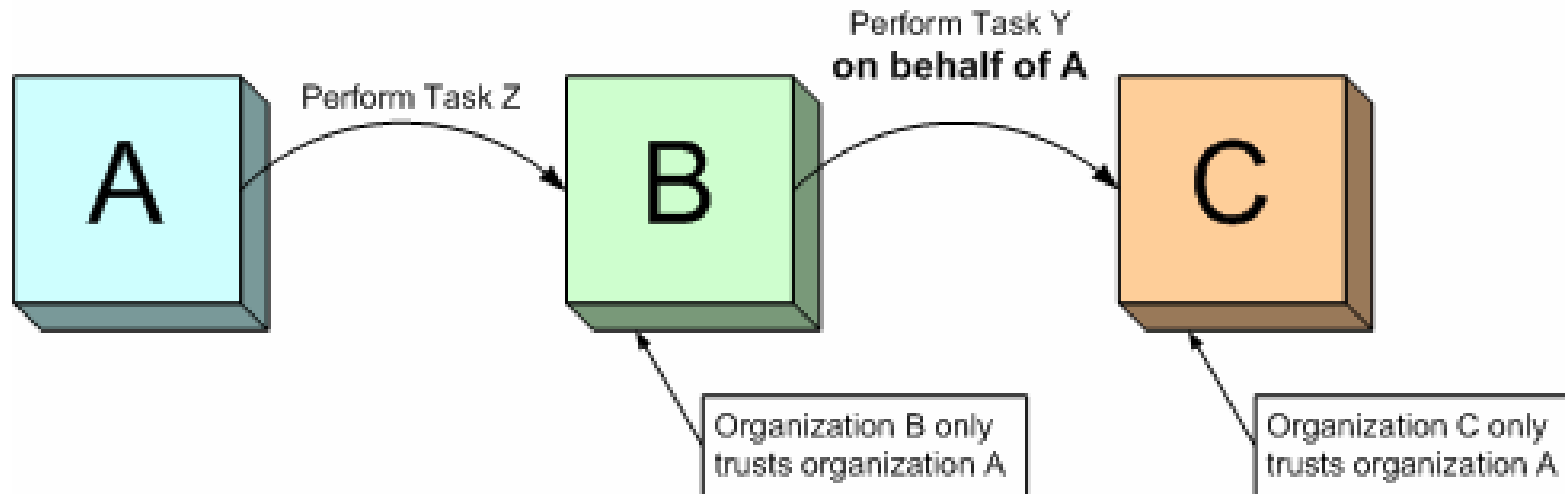 A
Perform Task Z
B
Perform Task Y
on behalf of A
C
Organization B only
trusts organization A
Organization C only
trusts organization A